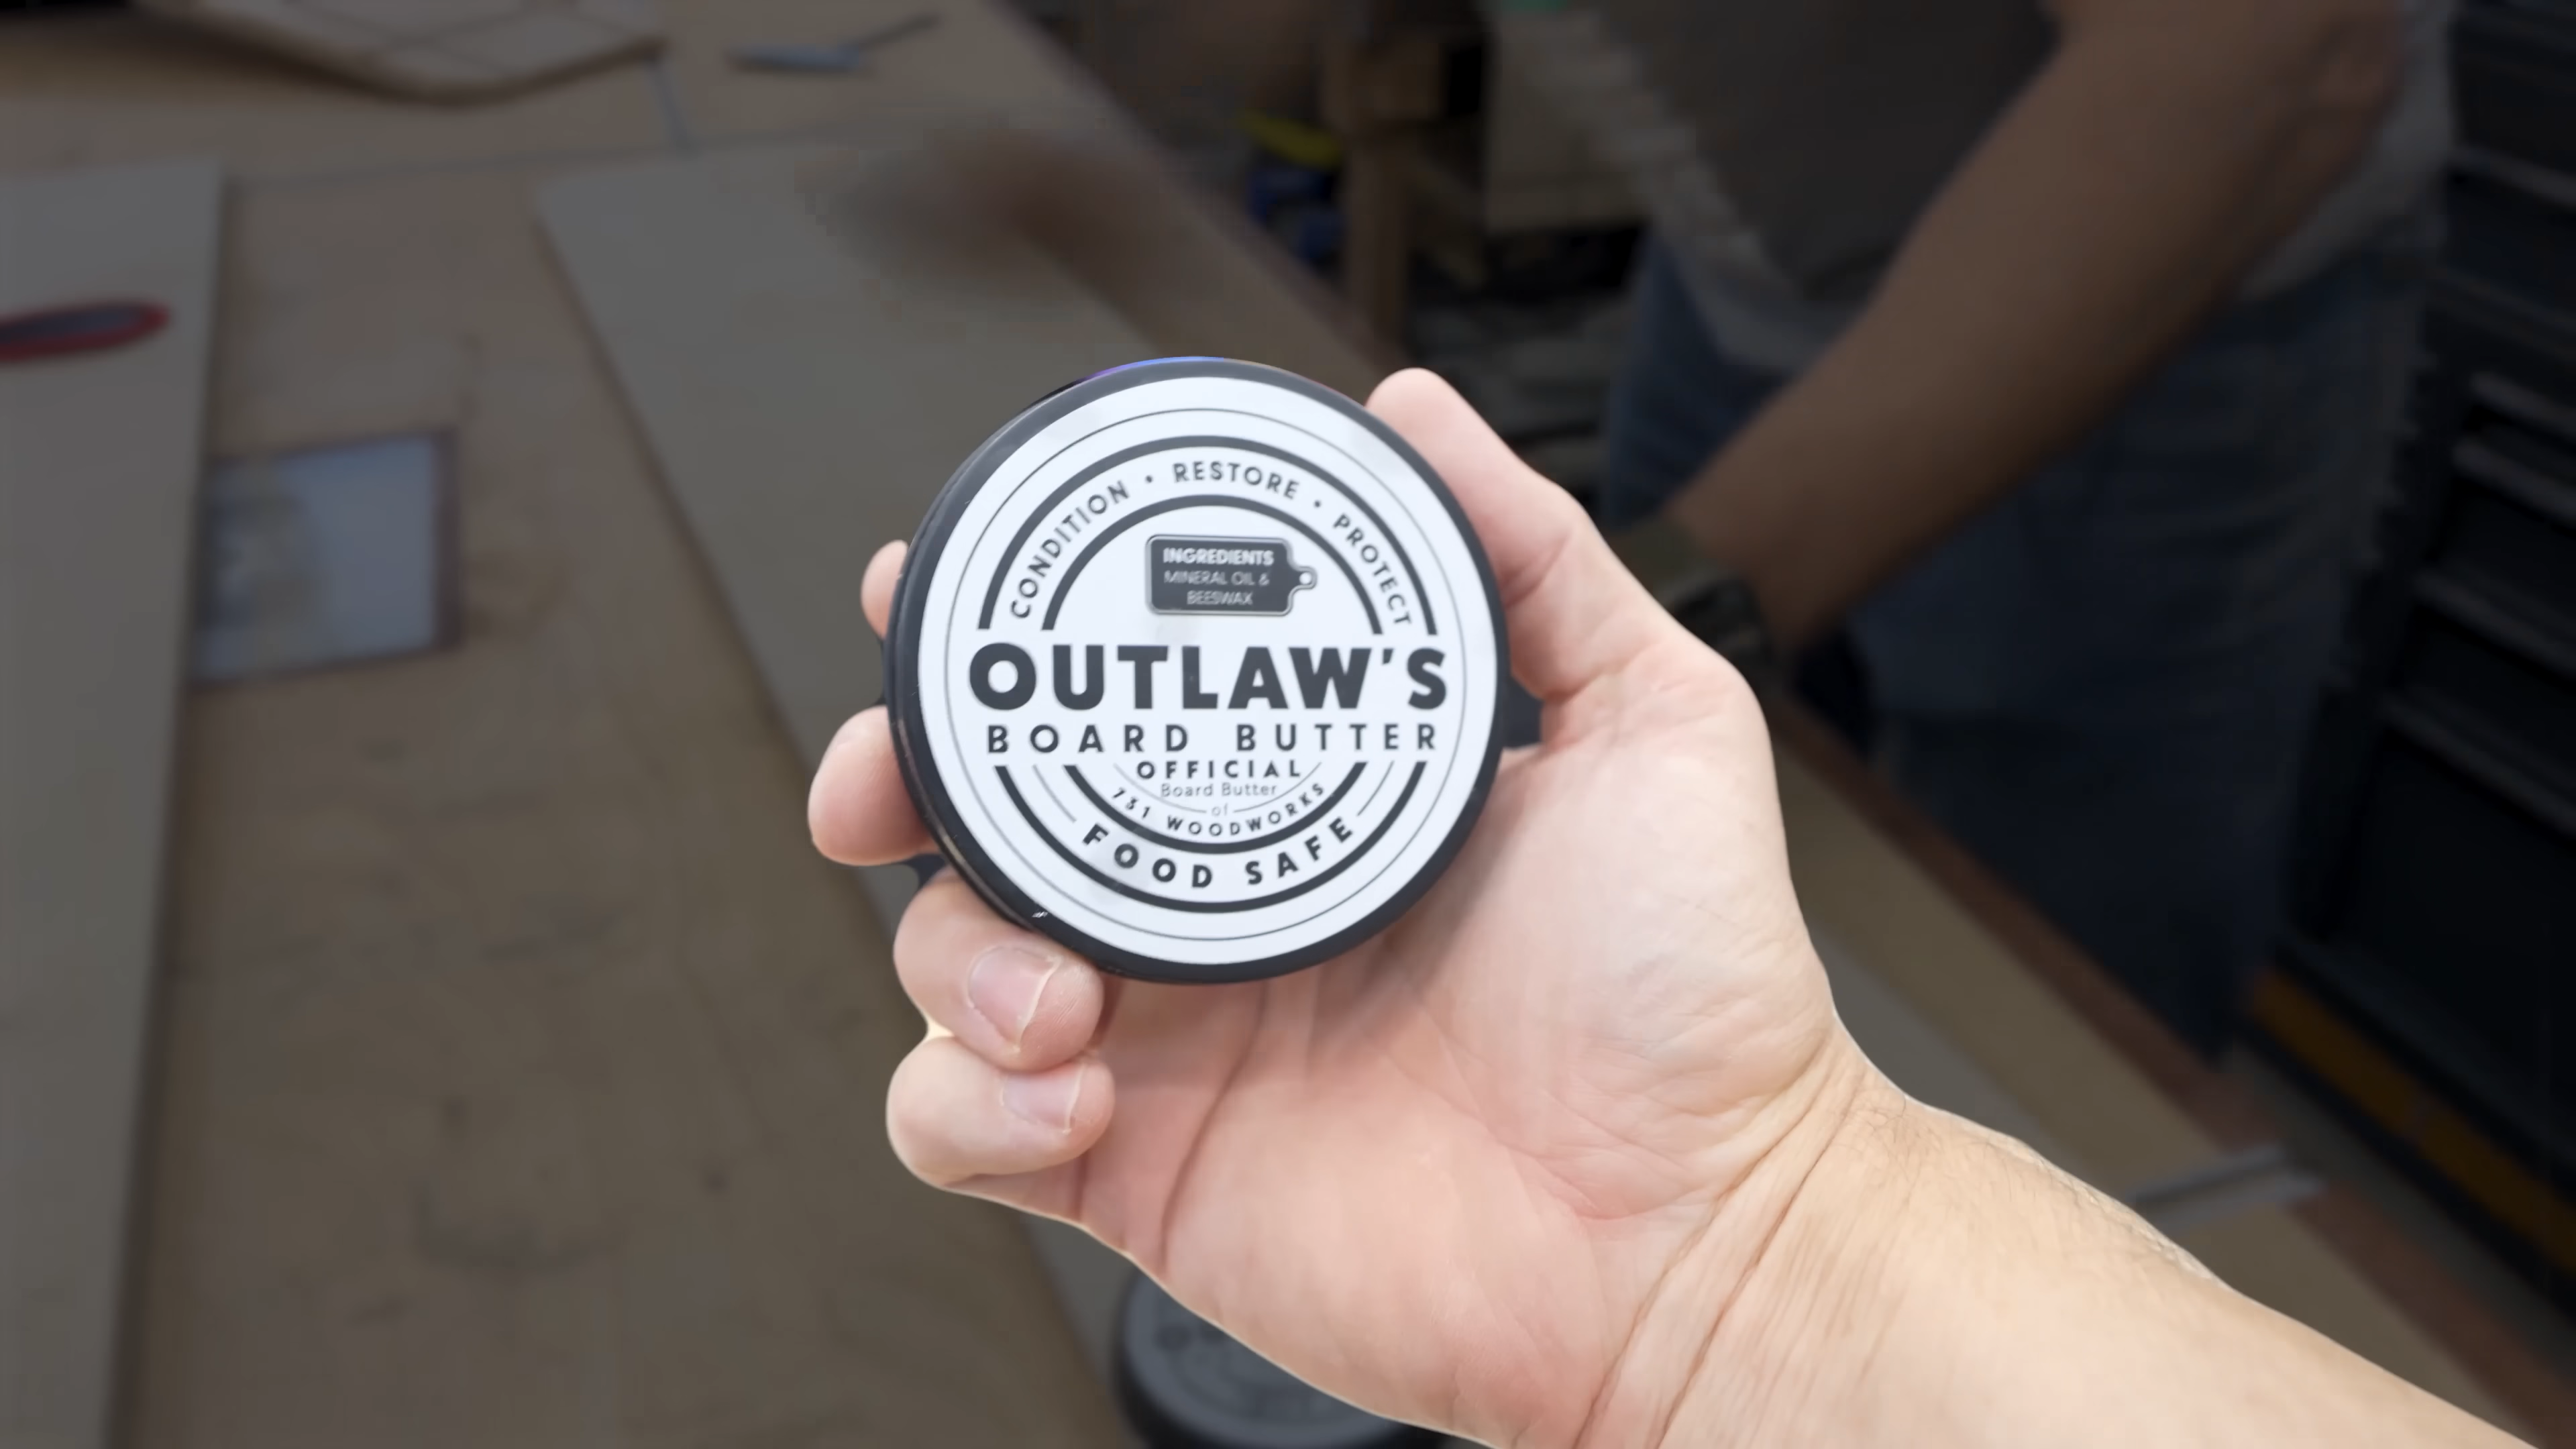 CONDITION • RESTORE • PROTECT
INGREDIENTS
MINERAL OIL &
BEESWAX
OUTLAW'S
BOARD BUTTER
OFFICIAL
Board Butter
of
731 WOODWORKS
FOOD SAFE